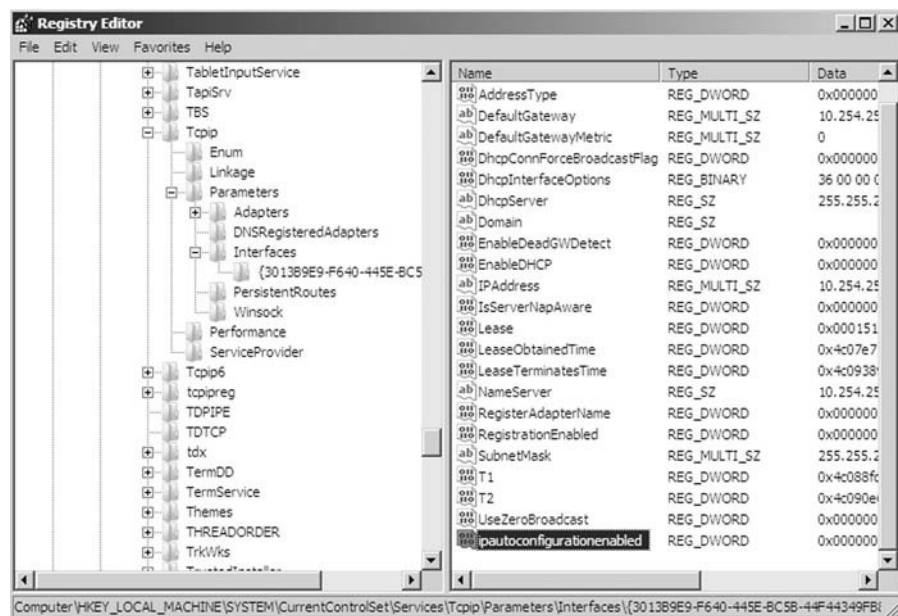 Registry Editor
File Edit View Favorites Help
TabletInputService
TapiSrv
TBS
Tcpip
Enum
Linkage
Parameters
Adapters
DNSRegisteredAdapters
Interfaces
{3013B9E9-F640-445E-BC5
PersistentRoutes
Winsock
Performance
ServiceProvider
Tcpip6
tcpipreg
TDPIPE
TDTCP
tdx
TermDD
TermService
Themes
THREADORDER
TrkWks
TrustedInstaller
Name Type Data
AddressType REG_DWORD 0x000000
DefaultGateway REG_MULTI_SZ 10.254.25
DefaultGatewayMetric REG_MULTI_SZ 0
DhcpConnForceBroadcastFlag REG_DWORD 0x000000
DhcpInterfaceOptions REG_BINARY 36 00 00 0
DhcpServer REG_SZ 255.255.2
Domain REG_SZ
EnableDeadGWDetect REG_DWORD 0x000000
EnableDHCP REG_DWORD 0x000000
IPAddress REG_MULTI_SZ 10.254.25
IsServerNapAware REG_DWORD 0x000000
Lease REG_DWORD 0x000151
LeaseObtainedTime REG_DWORD 0x4c07e7
LeaseTerminatesTime REG_DWORD 0x4c0938
NameServer REG_SZ 10.254.25
RegisterAdapterName REG_DWORD 0x000000
RegistrationEnabled REG_DWORD 0x000000
SubnetMask REG_MULTI_SZ 255.255.2
T1 REG_DWORD 0x4c088f
T2 REG_DWORD 0x4c090e
UseZeroBroadcast REG_DWORD 0x000000
ipautoconfigurationenabled REG_DWORD 0x000000
Computer\HKEY_LOCAL_MACHINE\SYSTEM\CurrentControlSet\Services\Tcpip\Parameters\Interfaces\{3013B9E9-F640-445E-BC5B-44F44349FB